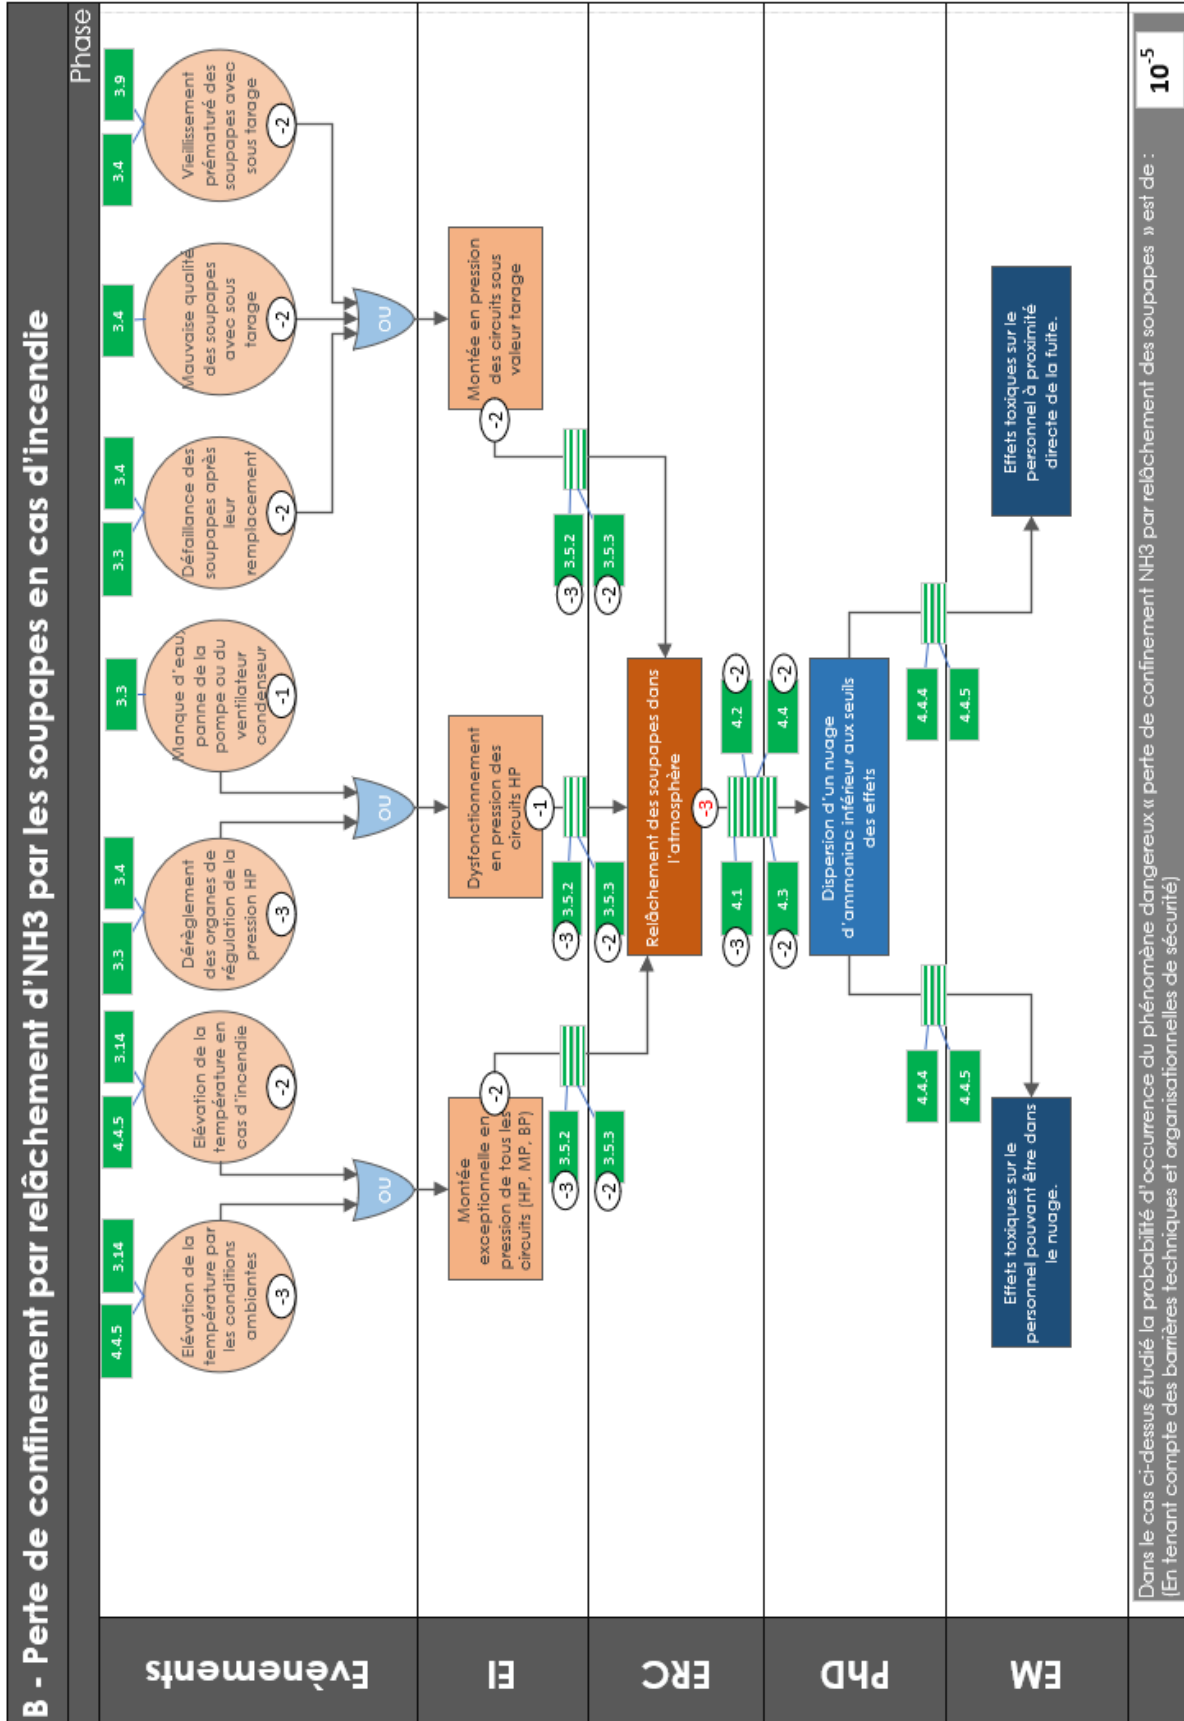 B - Perte de confinement par relâchement d'NH3 par les soupapes en cas d'incendie
Phase
Evènements
4.4.5
3.14
Elévation de la
température par
les conditions
ambiantes
-3
4.4.5
3.14
Elévation de la
température en
cas d'incendie
-2
3.3
3.4
Dérèglement
des organes de
régulation de la
pression HP
-3
3.3
Manque d'eau,
panne de la
pompe ou du
ventilateur
condenseur
-1
3.3
3.4
Défaillance des
soupapes après
leur
remplacement
-2
3.4
Mauvaise qualité
des soupapes
avec sous
tarage
-2
3.4
3.9
Vieillissement
prématuré des
soupapes avec
sous tarage
-2
OU
OU
OU
EI
Montée
exceptionnelle en
pression de tous les
circuits (HP, MP, BP)
-2
Dysfonctionnement
en pression des
circuits HP
-1
Montée en pression
des circuits sous
valeur tarage
-2
-3
3.5.2
-2
3.5.3
-3
3.5.2
-2
3.5.3
-3
3.5.2
-2
3.5.3
ERC
Relâchement des soupapes dans
l'atmosphère
-3
-3
4.1
4.2
-2
-2
4.3
4.4
-2
PhD
Dispersion d'un nuage
d'ammoniac inférieur aux seuils
des effets
4.4.4
4.4.5
4.4.4
4.4.5
EM
Effets toxiques sur le
personnel pouvant être dans
le nuage.
Effets toxiques sur le
personnel à proximité
directe de la fuite.
Dans le cas ci-dessus étudié la probabilité d'occurrence du phénomène dangereux « perte de confinement NH3 par relâchement des soupapes » est de :
(En tenant compte des barrières techniques et organisationnelles de sécurité)
10⁻⁵